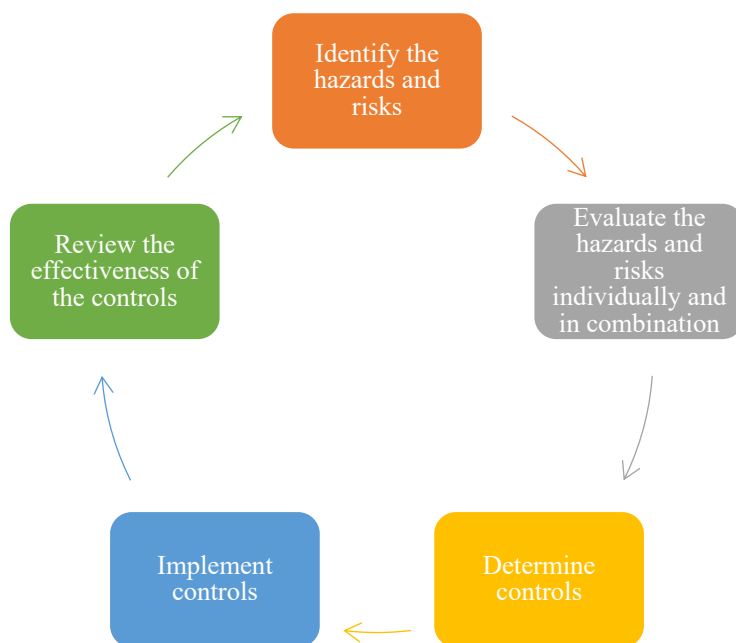 Identify the
hazards and
risks
Evaluate the
hazards and
risks
individually and
in combination
Determine
controls
Implement
controls
Review the
effectiveness of
the controls